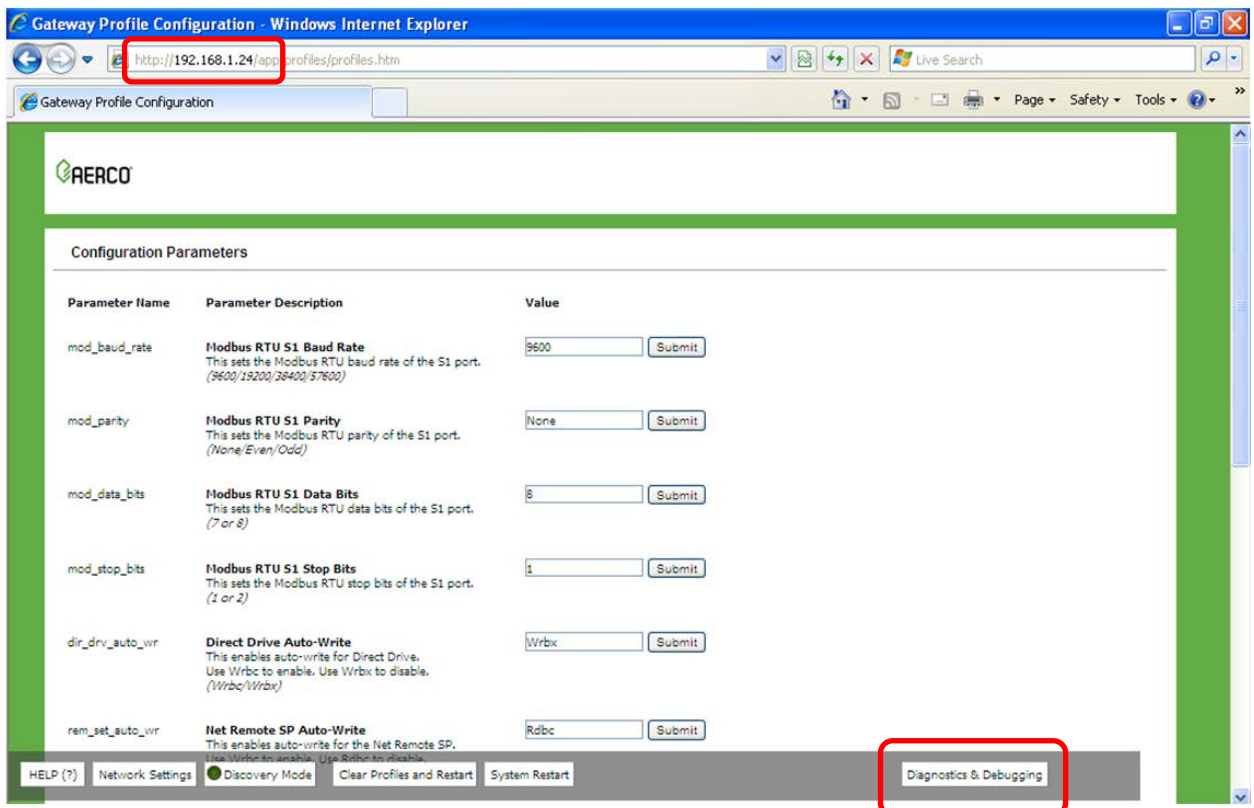 Gateway Profile Configuration - Windows Internet Explorer
http://192.168.1.24/app profiles/profiles.htm
Live Search
Gateway Profile Configuration
Page Safety Tools
AERCO
Configuration Parameters
Parameter Name Parameter Description Value
mod_baud_rate Modbus RTU S1 Baud Rate 9600 Submit
This sets the Modbus RTU baud rate of the S1 port.
(9600/19200/38400/57600)
mod_parity Modbus RTU S1 Parity None Submit
This sets the Modbus RTU parity of the S1 port.
(None/Even/Odd)
mod_data_bits Modbus RTU S1 Data Bits 8 Submit
This sets the Modbus RTU data bits of the S1 port.
(7 or 8)
mod_stop_bits Modbus RTU S1 Stop Bits 1 Submit
This sets the Modbus RTU stop bits of the S1 port.
(1 or 2)
dir_drv_auto_wr Direct Drive Auto-Write Wrbx Submit
This enables auto-write for Direct Drive.
Use Wrbc to enable. Use Wrbx to disable.
(Wrbc/Wrbx)
rem_set_auto_wr Net Remote SP Auto-Write Rdbc Submit
This enables auto-write for the Net Remote SP.
Use Wrbc to enable. Use Rdbc to disable.
HELP (?) Network Settings Discovery Mode Clear Profiles and Restart System Restart Diagnostics & Debugging